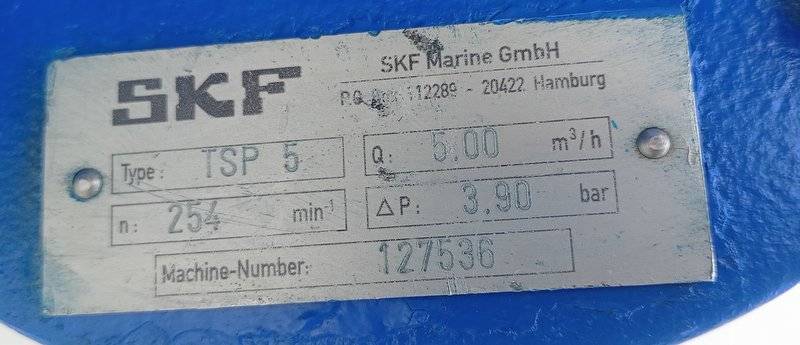 SKF
SKF Marine GmbH
P.O. Box 112289 - 20422 Hamburg
Type: TSP 5
Q: 5.00 m³/h
n: 254 min⁻¹
ΔP: 3.90 bar
Machine-Number: 127536